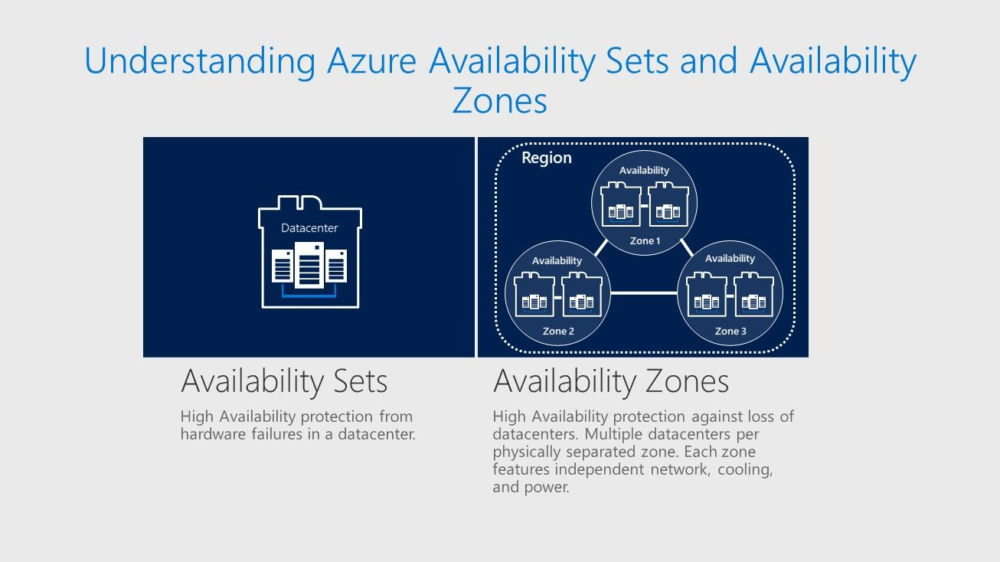 Understanding Azure Availability Sets and Availability
Zones
Datacenter
Region
Availability
Zone 1
Availability
Zone 2
Availability
Zone 3
Availability Sets
High Availability protection from
hardware failures in a datacenter.
Availability Zones
High Availability protection against loss of
datacenters. Multiple datacenters per
physically separated zone. Each zone
features independent network, cooling,
and power.